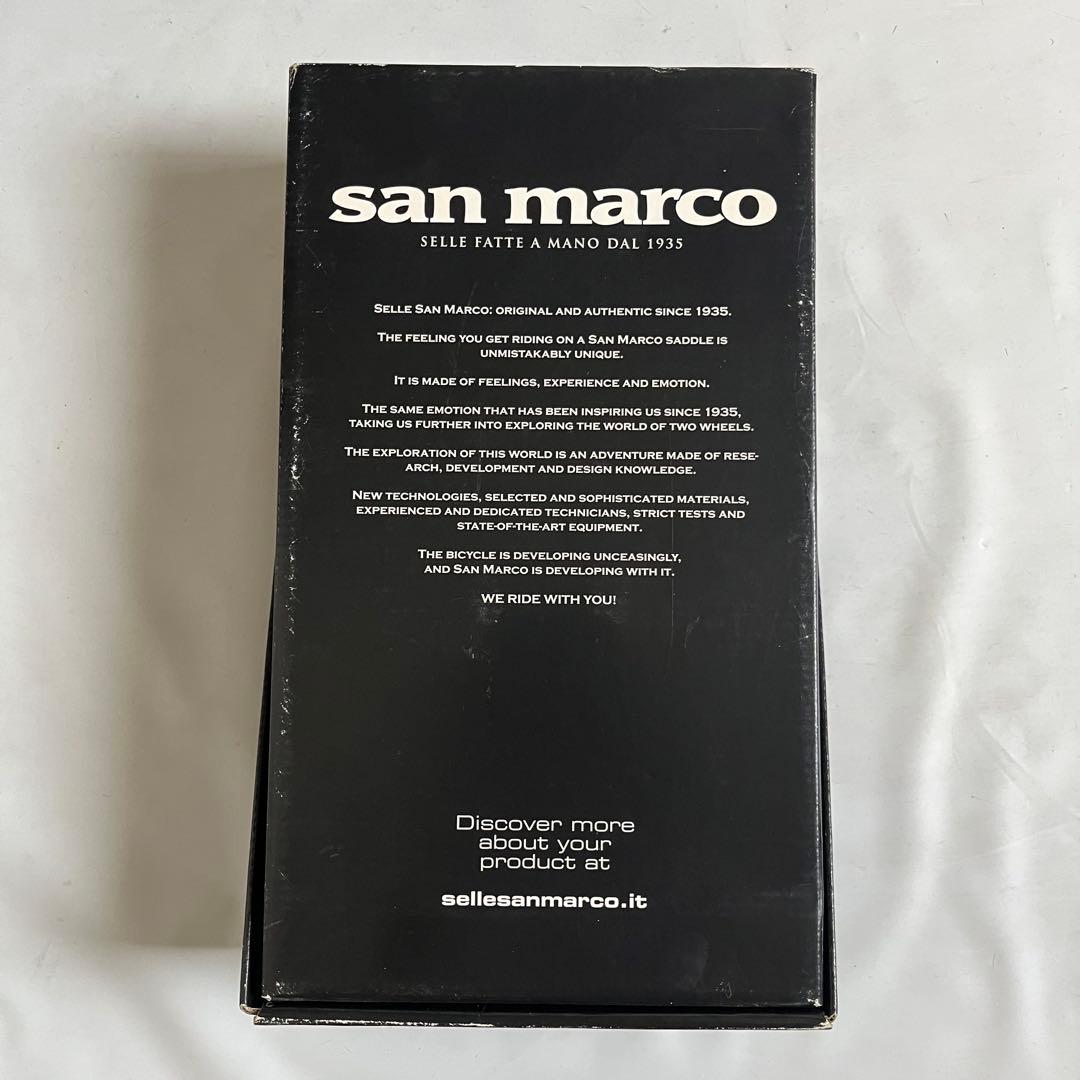 san marco
SELLE FATTE A MANO DAL 1935
SELLE SAN MARCO: ORIGINAL AND AUTHENTIC SINCE 1935.
THE FEELING YOU GET RIDING ON A SAN MARCO SADDLE IS
UNMISTAKABLY UNIQUE.
IT IS MADE OF FEELINGS, EXPERIENCE AND EMOTION.
THE SAME EMOTION THAT HAS BEEN INSPIRING US SINCE 1935,
TAKING US FURTHER INTO EXPLORING THE WORLD OF TWO WHEELS.
THE EXPLORATION OF THIS WORLD IS AN ADVENTURE MADE OF RESE-
ARCH, DEVELOPMENT AND DESIGN KNOWLEDGE.
NEW TECHNOLOGIES, SELECTED AND SOPHISTICATED MATERIALS,
EXPERIENCED AND DEDICATED TECHNICIANS, STRICT TESTS AND
STATE-OF-THE-ART EQUIPMENT.
THE BICYCLE IS DEVELOPING UNCEASINGLY,
AND SAN MARCO IS DEVELOPING WITH IT.
WE RIDE WITH YOU!
Discover more
about your
product at
sellesanmarco.it